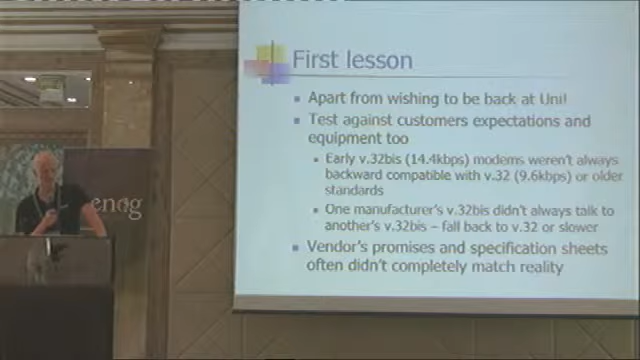 First lesson
Apart from wishing to be back at Uni!
Test against customers expectations and
equipment too
Early v.32bis (14.4kbps) modems weren't always
backward compatible with v.32 (9.6kbps) or older
standards
One manufacturer's v.32bis didn't always talk to
another's v.32bis – fall back to v.32 or slower
Vendor's promises and specification sheets
often didn't completely match reality
enog